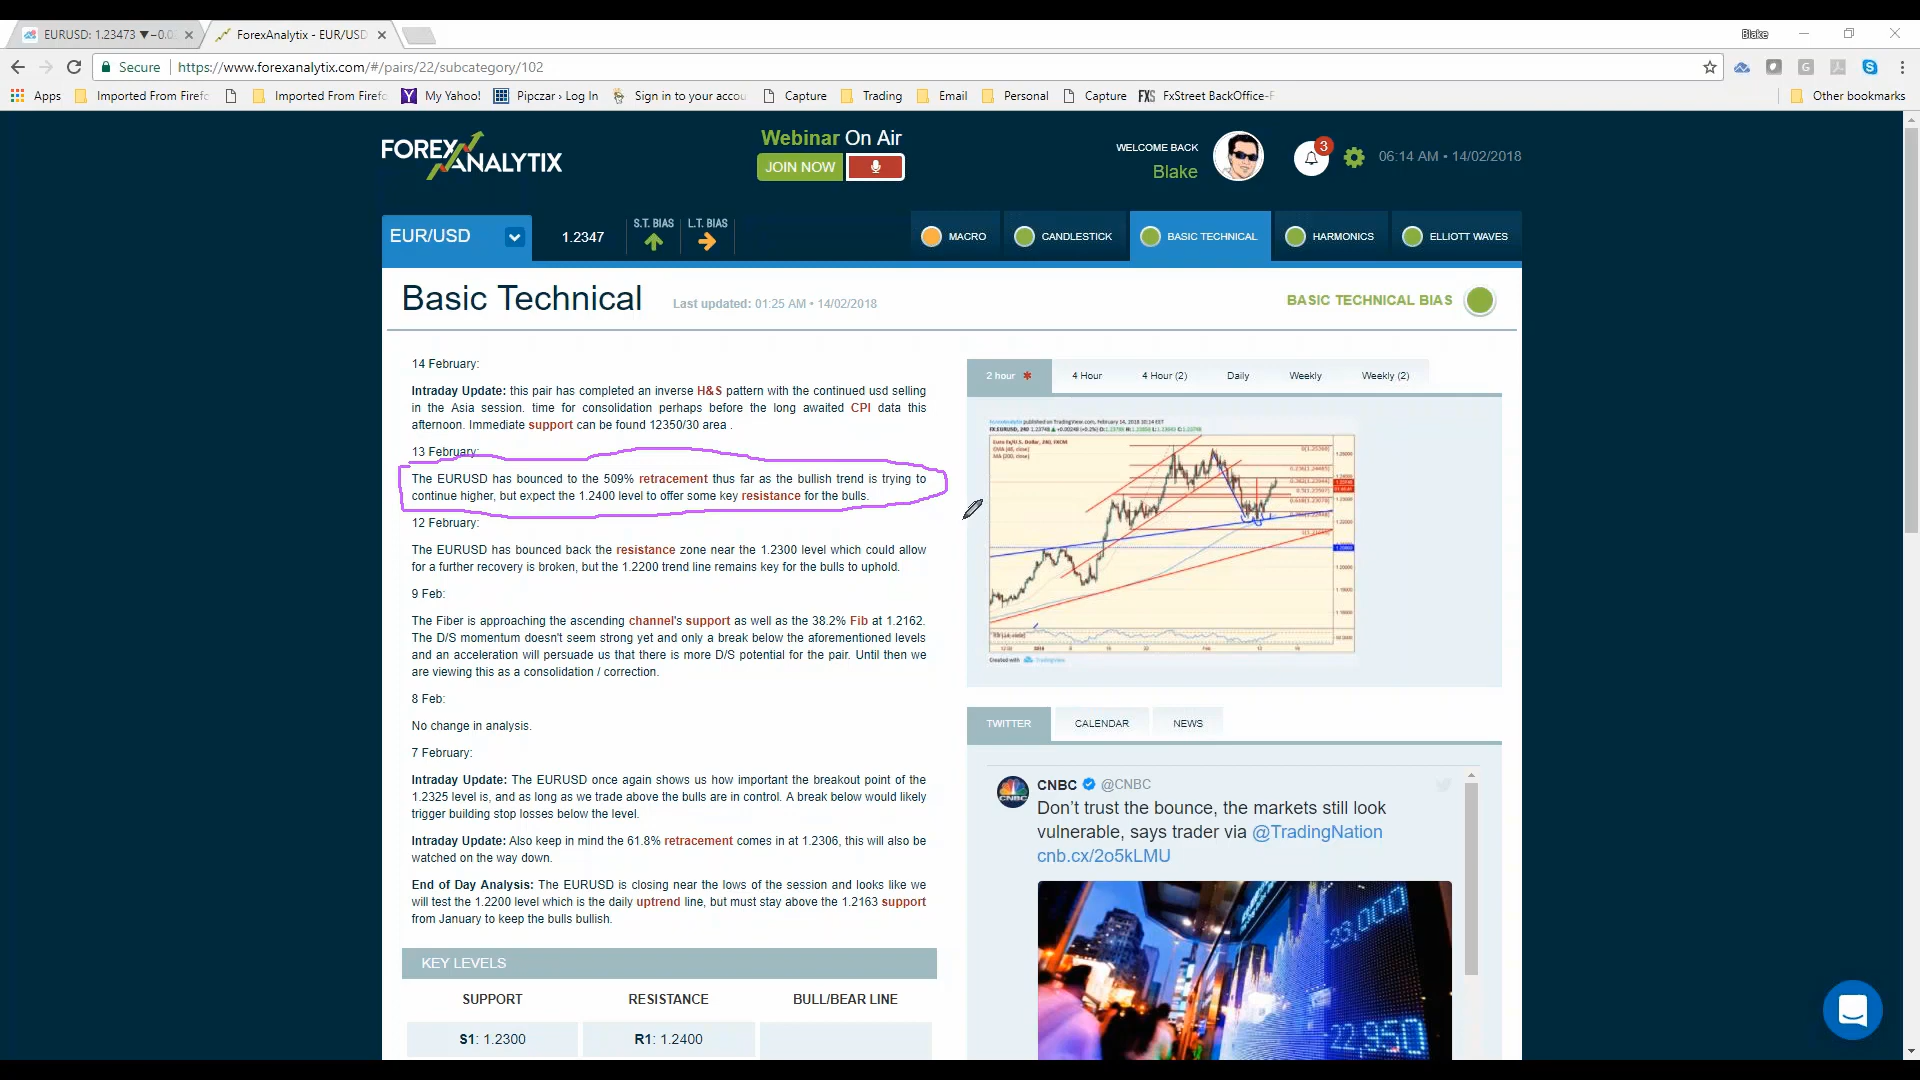 EURUSD: 1.23473 ▼−0.0
ForexAnalytix - EUR/USD
Blake
Secure
https://www.forexanalytix.com/#/pairs/22/subcategory/102
Apps
Imported From Firefo
Imported From Firefo
My Yahoo!
Pipczar › Log In
Sign in to your accou
Capture
Trading
Email
Personal
Capture
FXS FxStreet BackOffice-F
Other bookmarks
FOREX ANALYTIX
Webinar On Air
JOIN NOW
WELCOME BACK
Blake
3
06:14 AM • 14/02/2018
EUR/USD
1.2347
S.T. BIAS
L.T. BIAS
MACRO
CANDLESTICK
BASIC TECHNICAL
HARMONICS
ELLIOTT WAVES
Basic Technical
Last updated: 01:25 AM • 14/02/2018
BASIC TECHNICAL BIAS
14 February:
Intraday Update: this pair has completed an inverse H&S pattern with the continued usd selling
in the Asia session. time for consolidation perhaps before the long awaited CPI data this
afternoon. Immediate support can be found 12350/30 area .
13 February:
The EURUSD has bounced to the 509% retracement thus far as the bullish trend is trying to
continue higher, but expect the 1.2400 level to offer some key resistance for the bulls.
12 February:
The EURUSD has bounced back the resistance zone near the 1.2300 level which could allow
for a further recovery is broken, but the 1.2200 trend line remains key for the bulls to uphold.
9 Feb:
The Fiber is approaching the ascending channel's support as well as the 38.2% Fib at 1.2162.
The D/S momentum doesn't seem strong yet and only a break below the aforementioned levels
and an acceleration will persuade us that there is more D/S potential for the pair. Until then we
are viewing this as a consolidation / correction.
8 Feb:
No change in analysis.
7 February:
Intraday Update: The EURUSD once again shows us how important the breakout point of the
1.2325 level is, and as long as we trade above the bulls are in control. A break below would likely
trigger building stop losses below the level.
Intraday Update: Also keep in mind the 61.8% retracement comes in at 1.2306, this will also be
watched on the way down.
End of Day Analysis: The EURUSD is closing near the lows of the session and looks like we
will test the 1.2200 level which is the daily uptrend line, but must stay above the 1.2163 support
from January to keep the bulls bullish.
KEY LEVELS
SUPPORT
RESISTANCE
BULL/BEAR LINE
S1: 1.2300
R1: 1.2400
2 hour *
4 Hour
4 Hour (2)
Daily
Weekly
Weekly (2)
Created with TradingView
TWITTER
CALENDAR
NEWS
CNBC @CNBC
Don't trust the bounce, the markets still look
vulnerable, says trader via @TradingNation
cnb.cx/2o5kLMU
CNBC
-23,000
-22,950